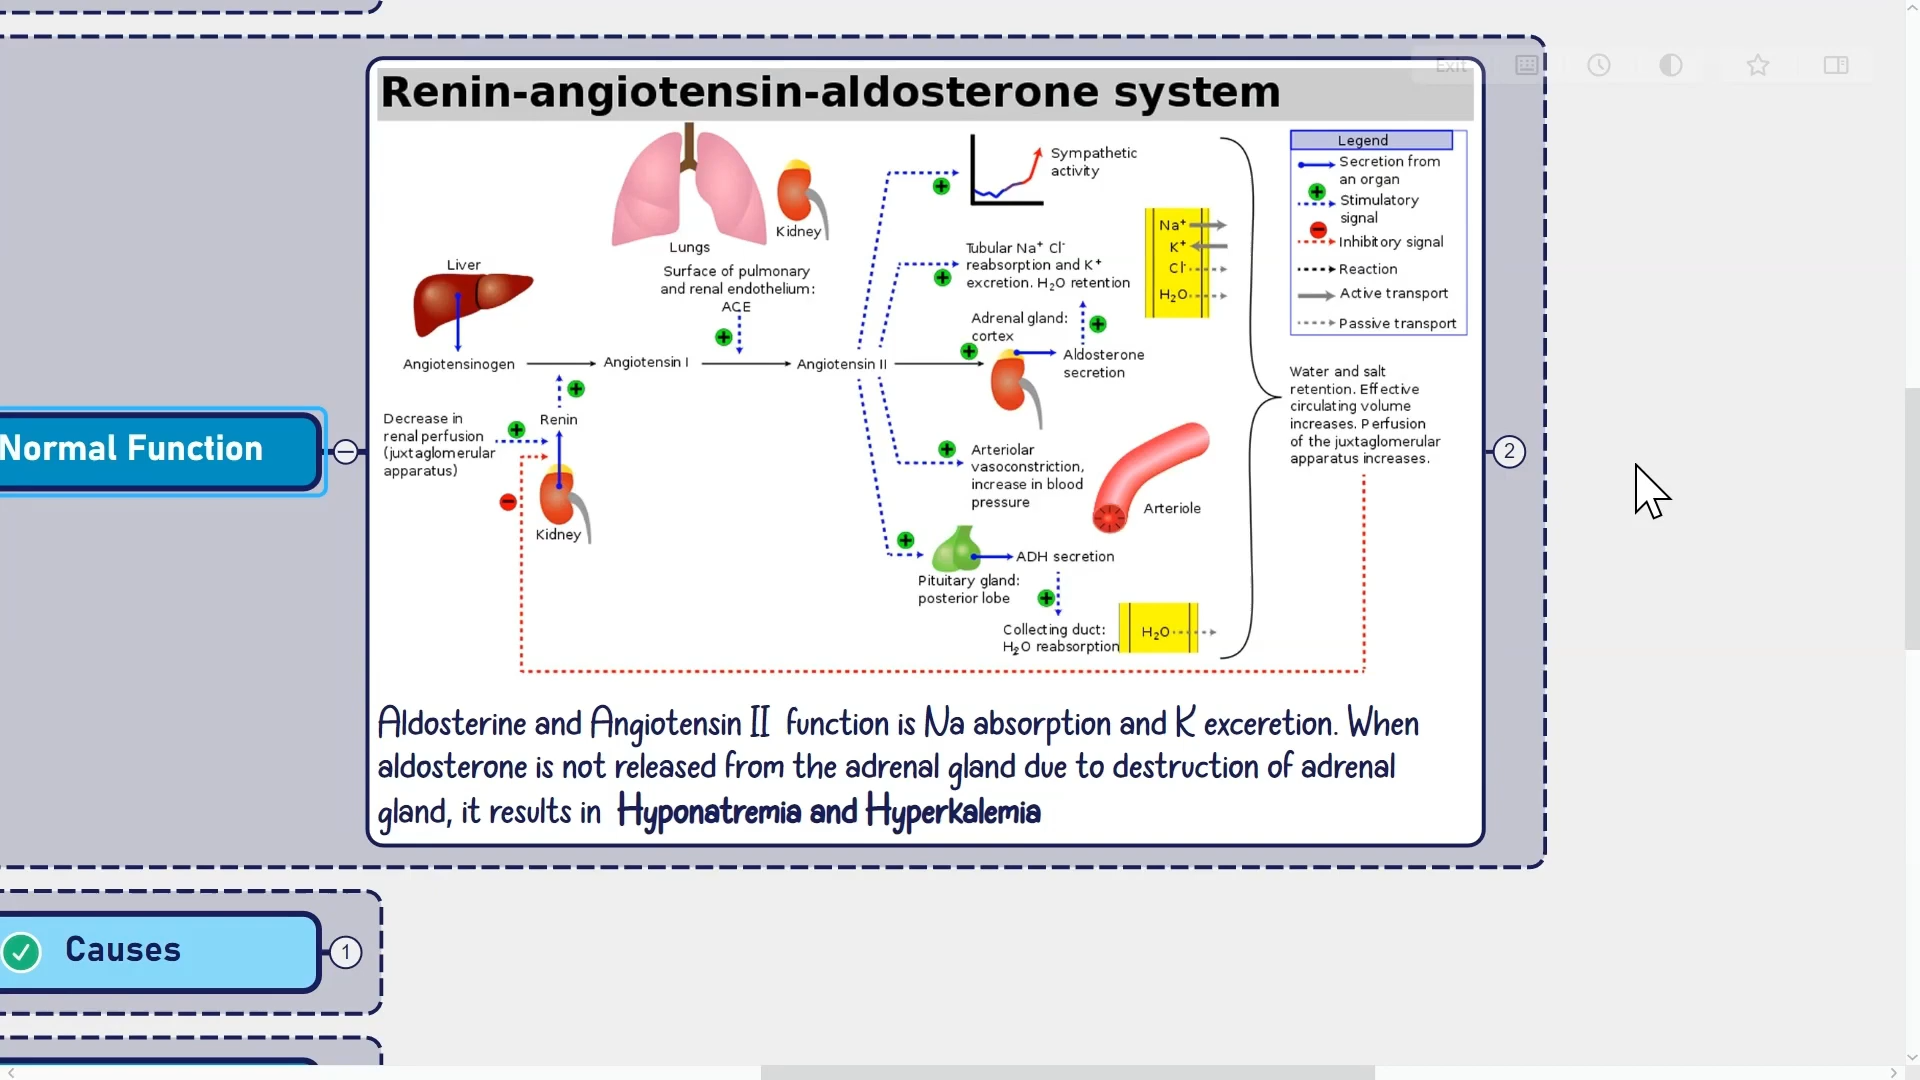 Exit
Renin-angiotensin-aldosterone system
Legend
Secretion from
an organ
Stimulatory
signal
Inhibitory signal
Reaction
Active transport
Passive transport
Lungs
Kidney
Surface of pulmonary
and renal endothelium:
ACE
Liver
Angiotensinogen
Angiotensin I
Angiotensin II
Decrease in
renal perfusion
(juxtaglomerular
apparatus)
Renin
Kidney
Sympathetic
activity
Tubular Na⁺ Cl⁻
reabsorption and K⁺
excretion. H₂O retention
Na⁺
K⁺
Cl⁻
H₂O
Adrenal gland:
cortex
Aldosterone
secretion
Arteriolar
vasoconstriction,
increase in blood
pressure
Arteriole
Pituitary gland:
posterior lobe
ADH secretion
Collecting duct:
H₂O reabsorption
H₂O
Water and salt
retention. Effective
circulating volume
increases. Perfusion
of the juxtaglomerular
apparatus increases.
Normal Function
2
Aldosterine and Angiotensin II function is Na absorption and K exceretion. When
aldosterone is not released from the adrenal gland due to destruction of adrenal
gland, it results in Hyponatremia and Hyperkalemia
Causes
1